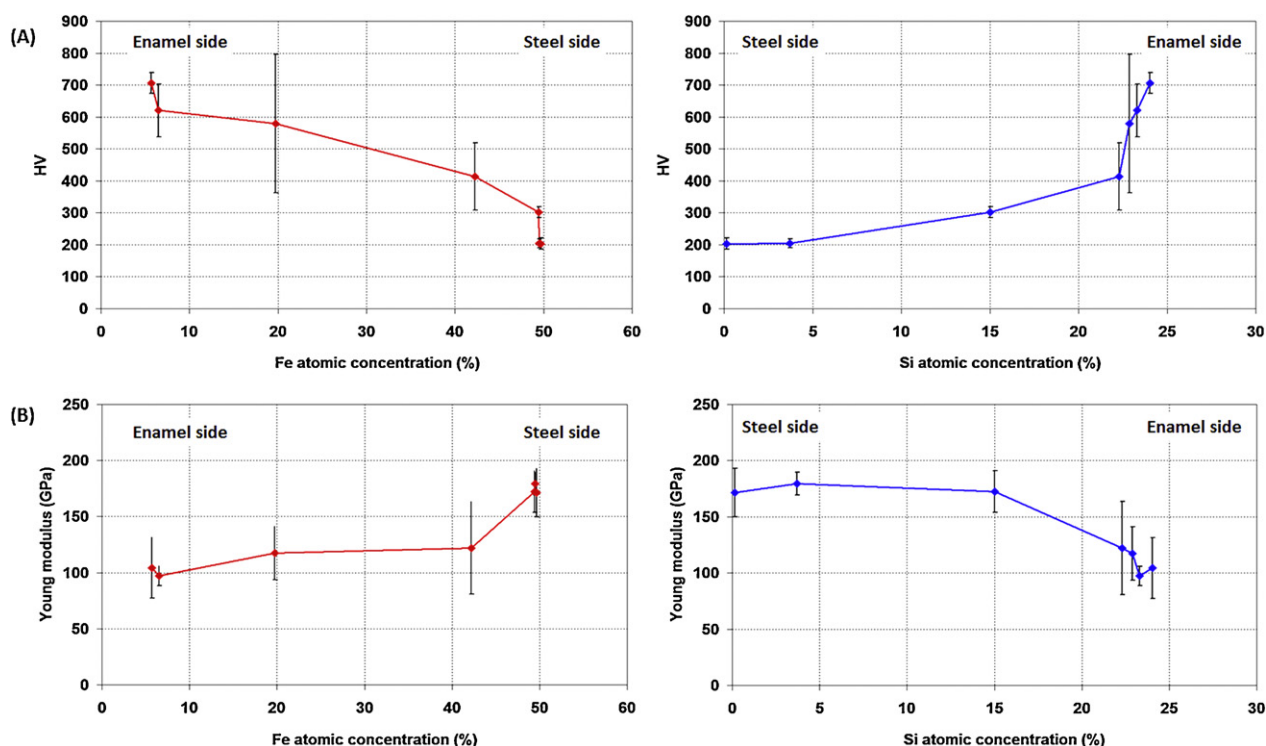 (A)
Enamel side Steel side
HV
900
800
700
600
500
400
300
200
100
0
0 10 20 30 40 50 60
Fe atomic concentration (%)
Steel side Enamel side
HV
900
800
700
600
500
400
300
200
100
0
0 5 10 15 20 25 30
Si atomic concentration (%)
(B)
Enamel side Steel side
Young modulus (GPa)
250
200
150
100
50
0
0 10 20 30 40 50 60
Fe atomic concentration (%)
Steel side Enamel side
Young modulus (GPa)
250
200
150
100
50
0
0 5 10 15 20 25 30
Si atomic concentration (%)